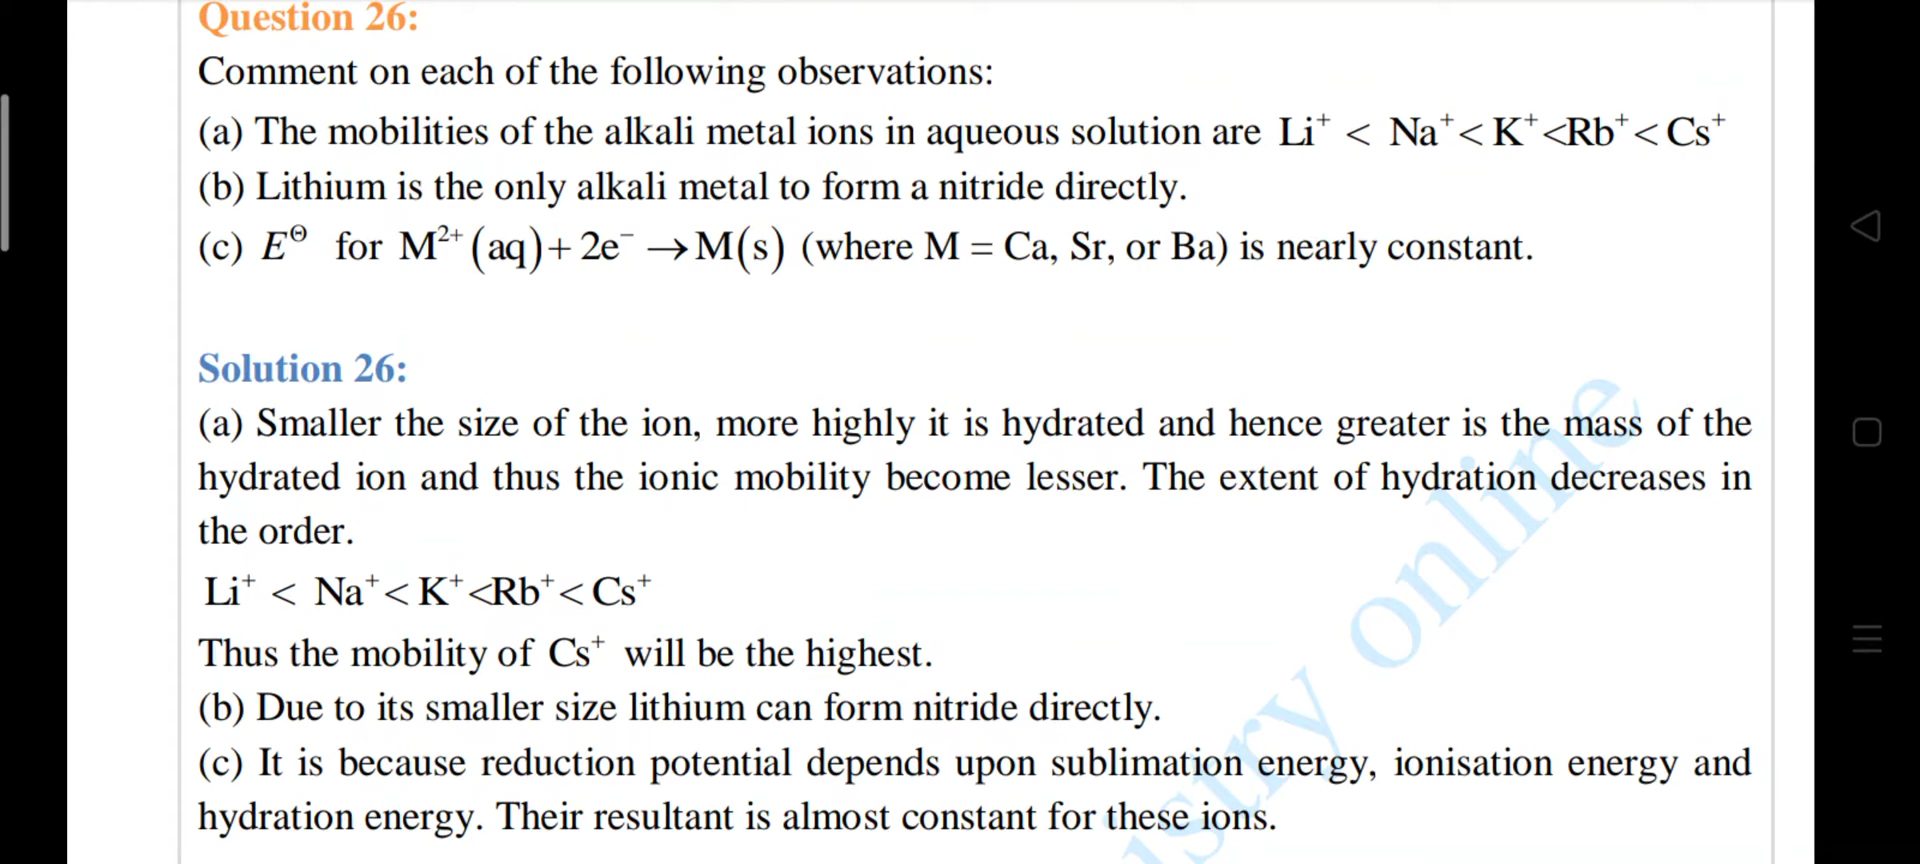 Question 26:
Comment on each of the following observations:
(a) The mobilities of the alkali metal ions in aqueous solution are Li⁺ < Na⁺ < K⁺ <Rb⁺ < Cs⁺
(b) Lithium is the only alkali metal to form a nitride directly.
(c) E^Θ for M²⁺ (aq) + 2e⁻ → M(s) (where M = Ca, Sr, or Ba) is nearly constant.
Solution 26:
(a) Smaller the size of the ion, more highly it is hydrated and hence greater is the mass of the
hydrated ion and thus the ionic mobility become lesser. The extent of hydration decreases in
the order.
Li⁺ < Na⁺ < K⁺ <Rb⁺ < Cs⁺
Thus the mobility of Cs⁺ will be the highest.
(b) Due to its smaller size lithium can form nitride directly.
(c) It is because reduction potential depends upon sublimation energy, ionisation energy and
hydration energy. Their resultant is almost constant for these ions.
online